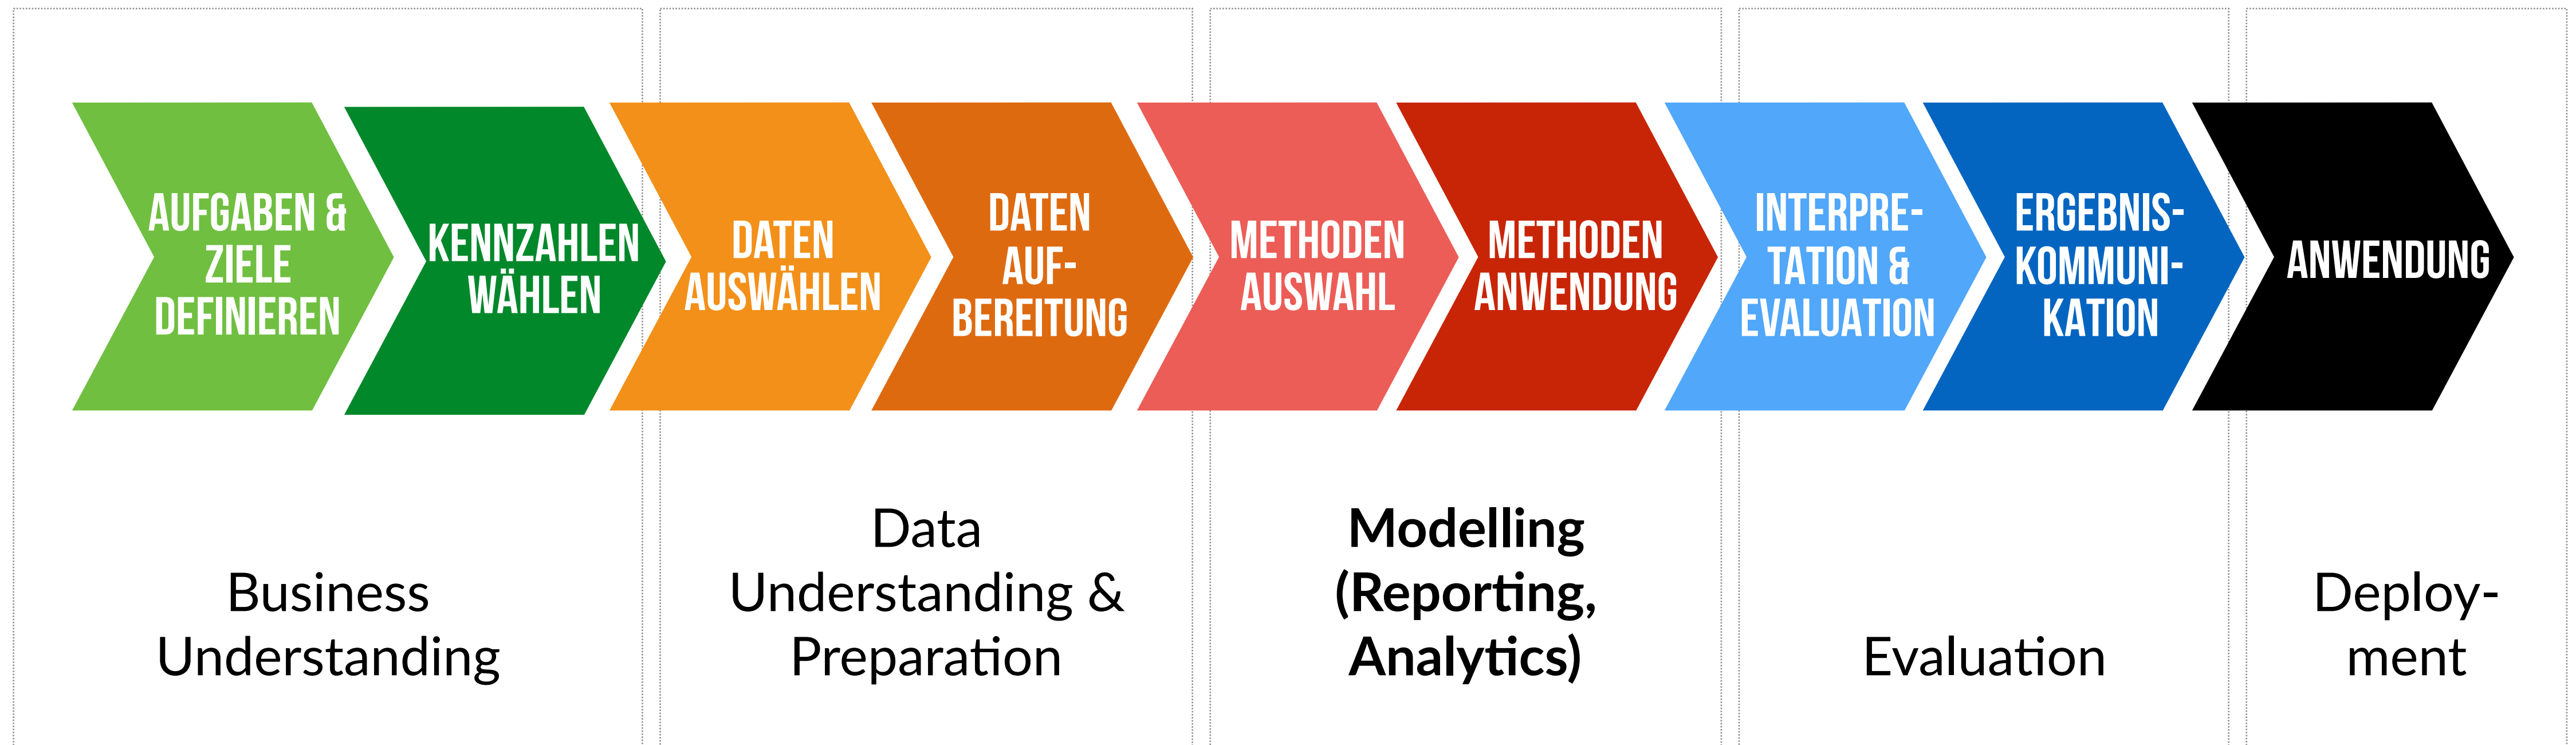 AUFGABEN &
ZIELE
DEFINIEREN
KENNZAHLEN
WÄHLEN
DATEN
AUSWÄHLEN
DATEN
AUF-
BEREITUNG
METHODEN
AUSWAHL
METHODEN
ANWENDUNG
INTERPRE-
TATION &
EVALUATION
ERGEBNIS-
KOMMUNI-
KATION
ANWENDUNG
Business
Understanding
Data
Understanding &
Preparation
Modelling
(Reporting,
Analytics)
Evaluation
Deploy-
ment